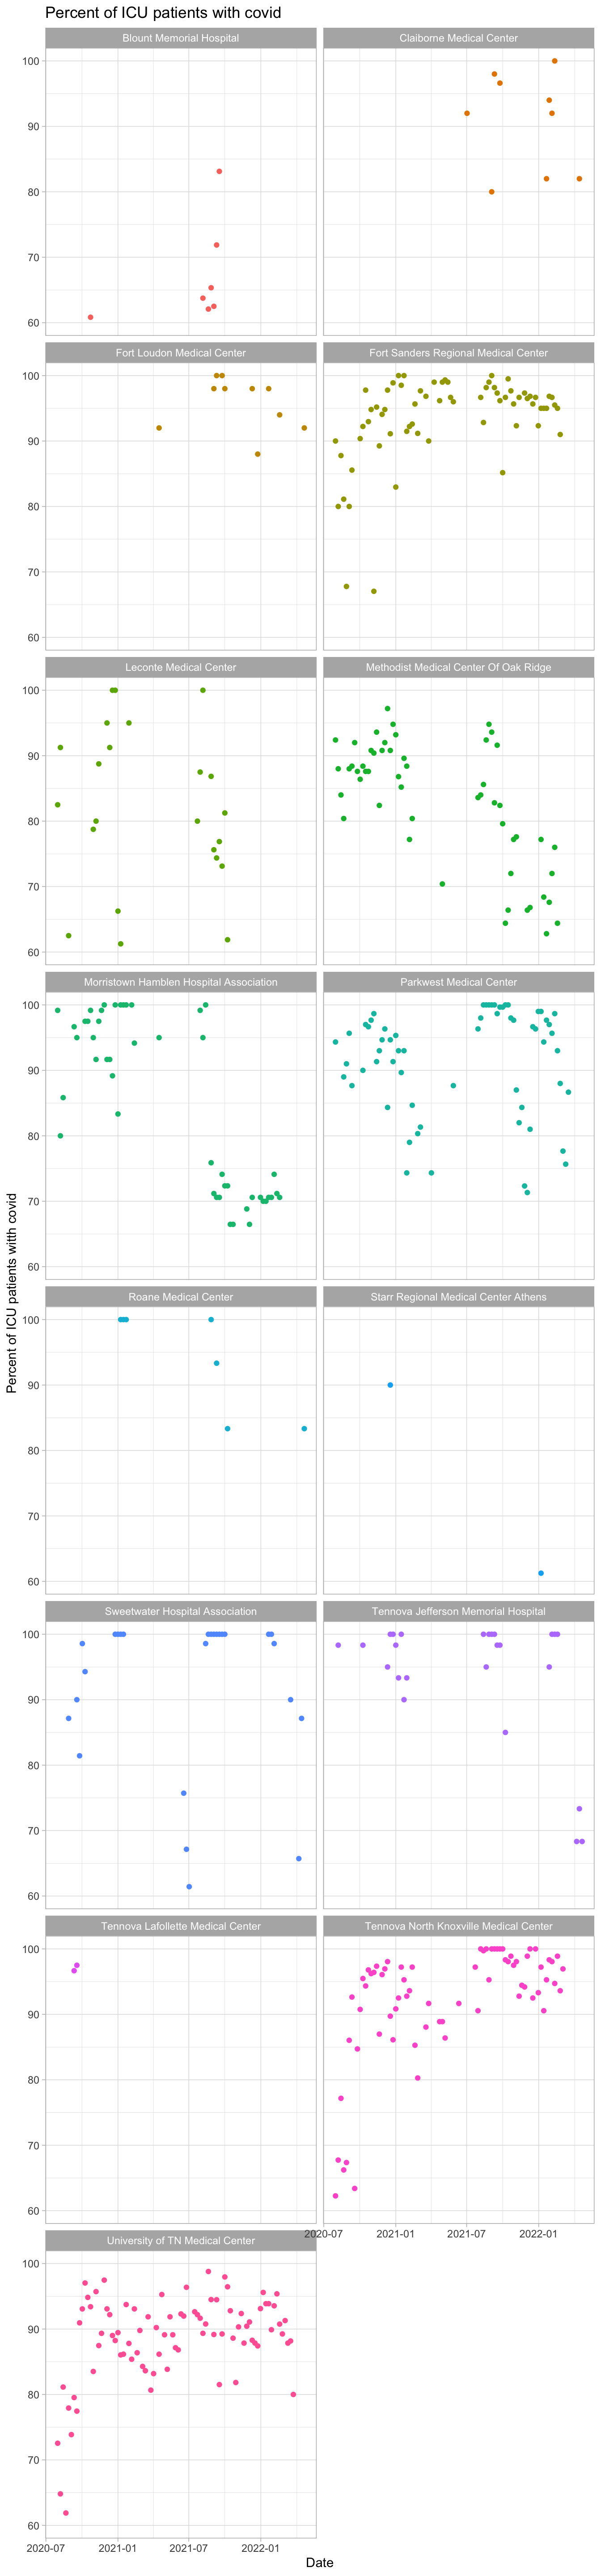 Percent of ICU patients with covid
Blount Memorial Hospital
Claiborne Medical Center
100
90
80
70
60
Fort Loudon Medical Center
Fort Sanders Regional Medical Center
100
90
80
70
60
Leconte Medical Center
Methodist Medical Center Of Oak Ridge
100
90
80
70
60
Morristown Hamblen Hospital Association
Parkwest Medical Center
100
90
80
70
60
Percent of ICU patients witth covid
Roane Medical Center
Starr Regional Medical Center Athens
100
90
80
70
60
Sweetwater Hospital Association
Tennova Jefferson Memorial Hospital
100
90
80
70
60
Tennova Lafollette Medical Center
Tennova North Knoxville Medical Center
100
90
80
70
60
2020-07
2021-01
2021-07
2022-01
University of TN Medical Center
100
90
80
70
60
2020-07
2021-01
2021-07
2022-01
Date